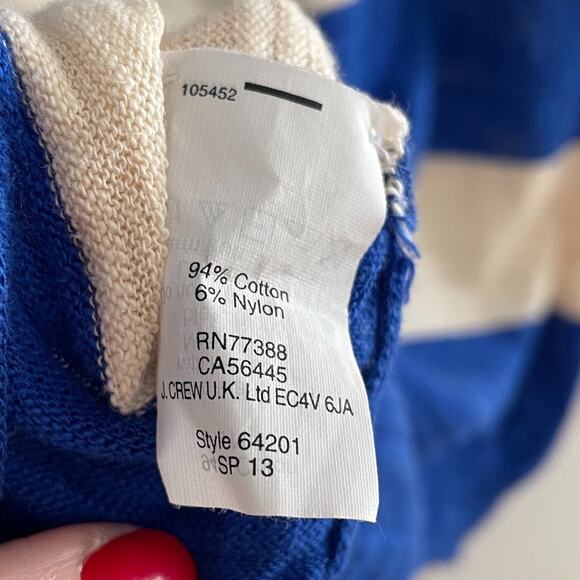 105452
94% Cotton
6% Nylon
RN77388
CA56445
J.CREW U.K. Ltd EC4V 6JA
Style 64201
SP 13